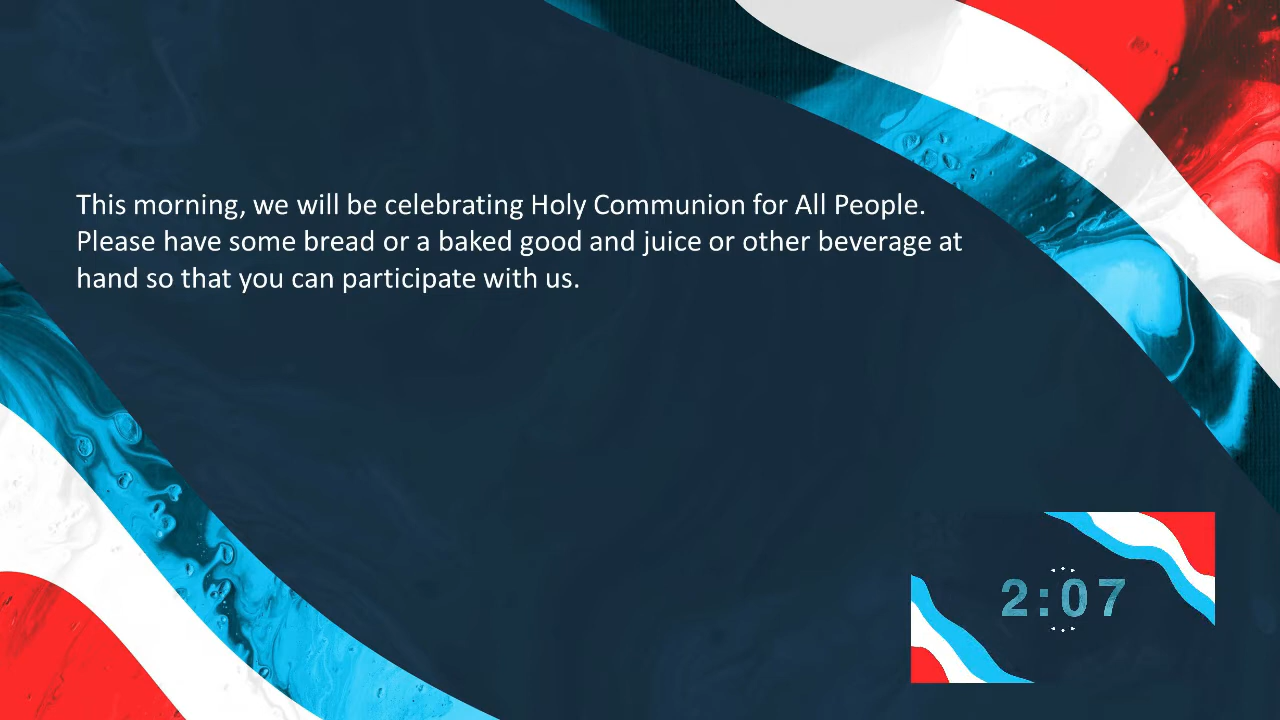 This morning, we will be celebrating Holy Communion for All People.
Please have some bread or a baked good and juice or other beverage at
hand so that you can participate with us.
2:07